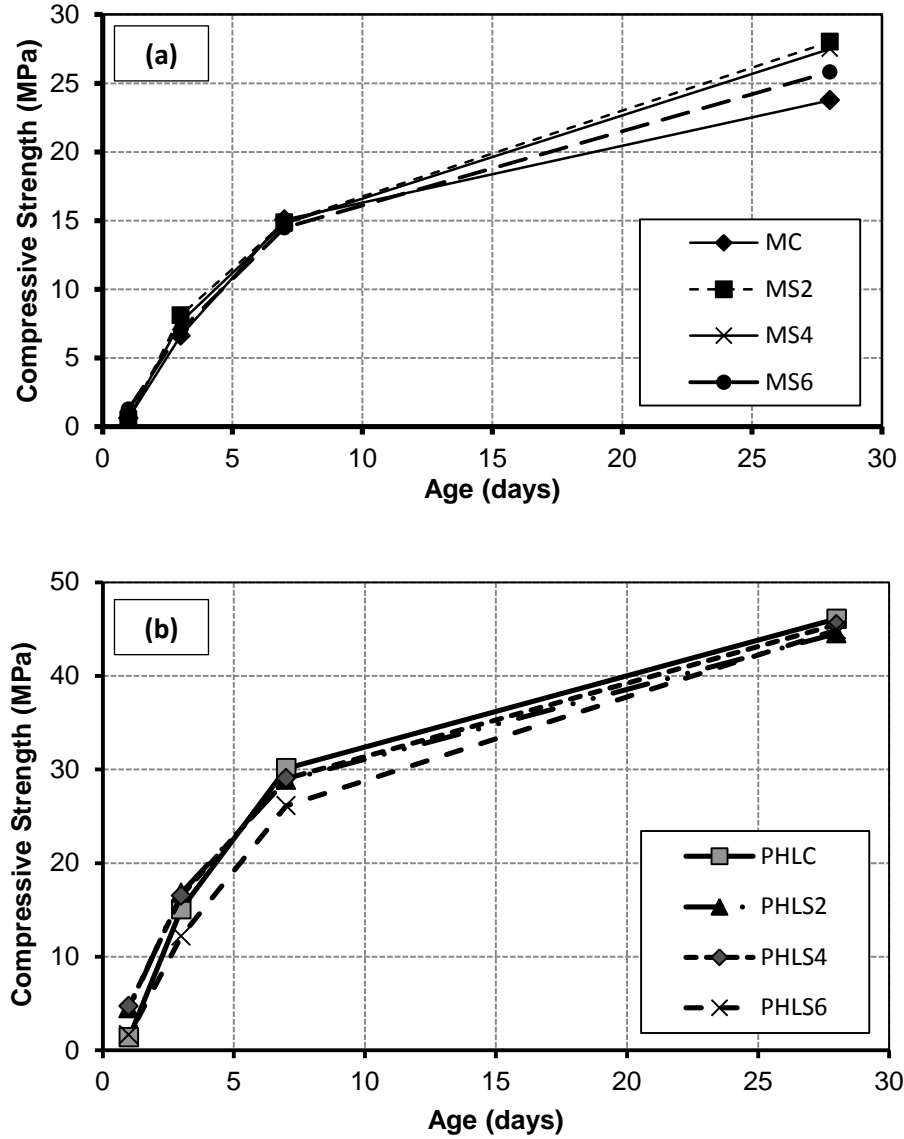 (a)
Compressive Strength (MPa)
30
25
20
15
10
5
0
MC
MS2
MS4
MS6
0 5 10 15 20 25 30
Age (days)
(b)
Compressive Strength (MPa)
50
40
30
20
10
0
PHLC
PHLS2
PHLS4
PHLS6
0 5 10 15 20 25 30
Age (days)